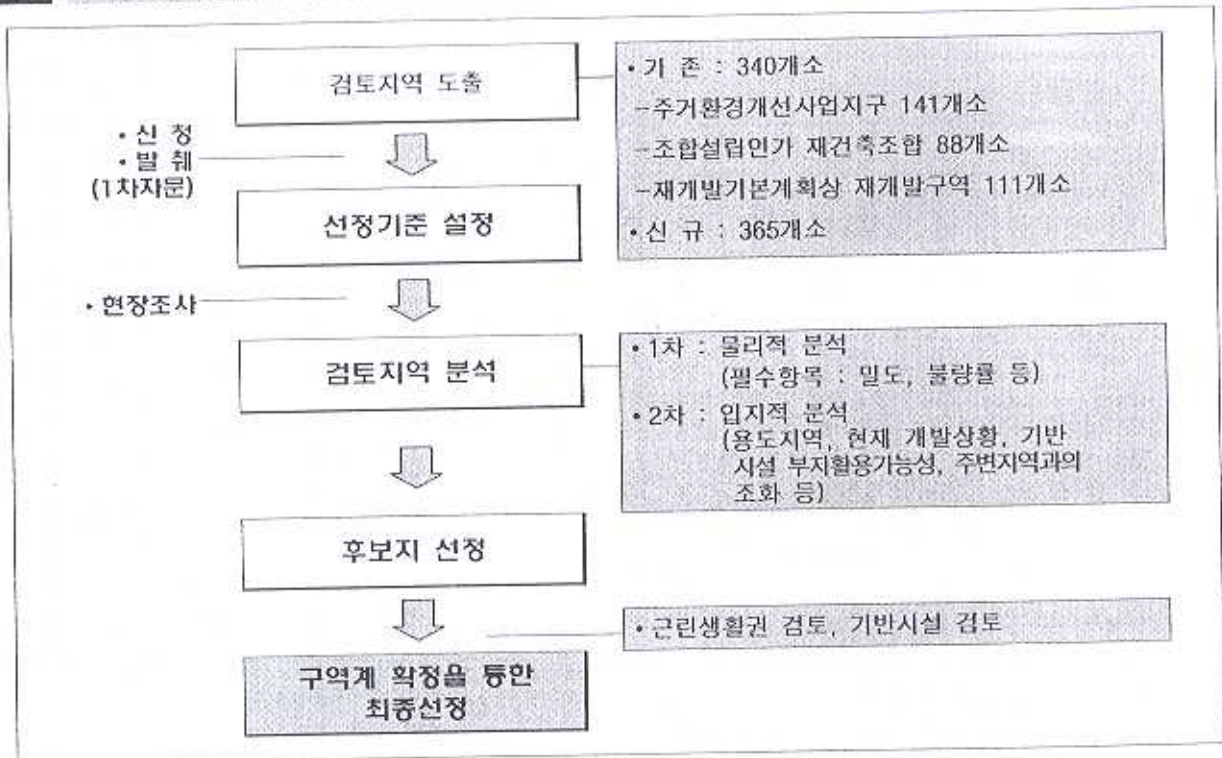 검토지역 도출
• 기 존 : 340개소
-주거환경개선사업지구 141개소
-조합설립인가 재건축조합 88개소
-재개발기본계획상 재개발구역 111개소
• 신 규 : 365개소
• 신 청
• 발 췌
(1차자문)
선정기준 설정
• 현장조사
검토지역 분석
• 1차 : 물리적 분석
(필수항목 : 밀도, 불량률 등)
• 2차 : 입지적 분석
(용도지역, 현재 개발상황, 기반
시설 부지활용가능성, 주변지역과의
조화 등)
후보지 선정
• 근린생활권 검토, 기반시설 검토
구역계 확정을 통한
최종선정